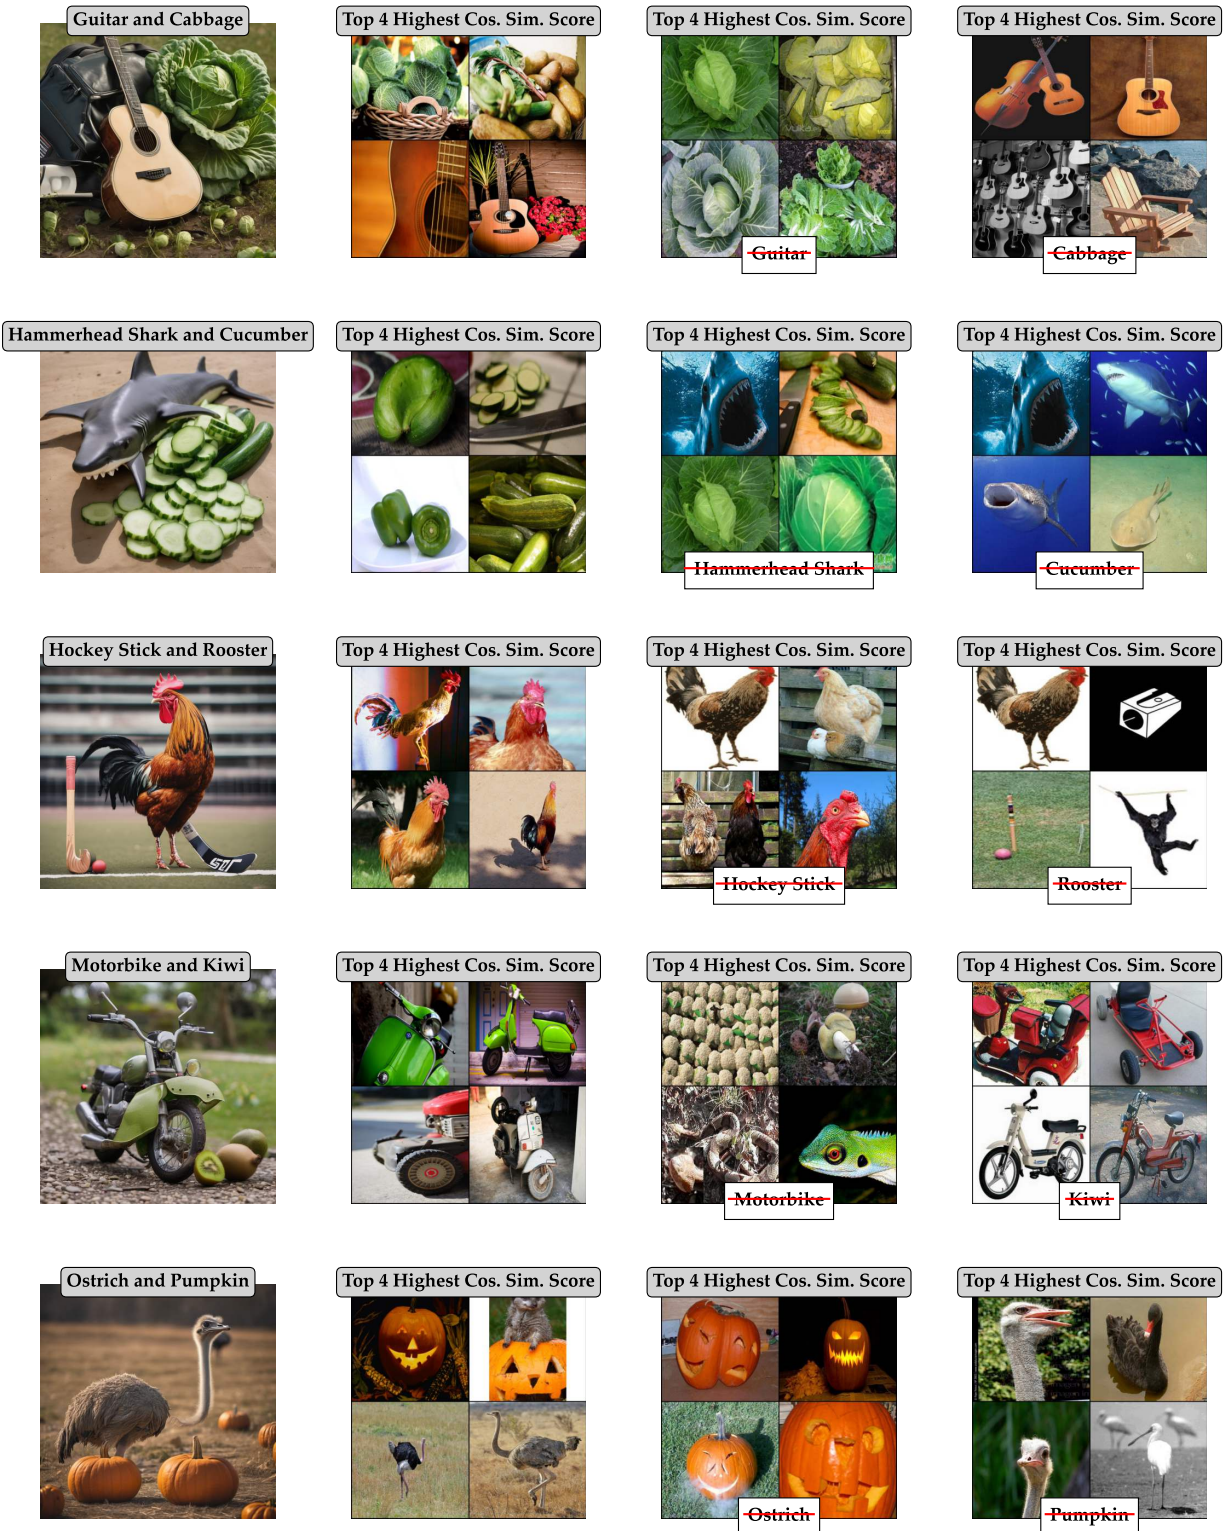 Guitar and Cabbage
Top 4 Highest Cos. Sim. Score
Top 4 Highest Cos. Sim. Score
Top 4 Highest Cos. Sim. Score
Guitar
Cabbage
Hammerhead Shark and Cucumber
Top 4 Highest Cos. Sim. Score
Top 4 Highest Cos. Sim. Score
Top 4 Highest Cos. Sim. Score
Hammerhead Shark
Cucumber
Hockey Stick and Rooster
Top 4 Highest Cos. Sim. Score
Top 4 Highest Cos. Sim. Score
Top 4 Highest Cos. Sim. Score
Hockey Stick
Rooster
Motorbike and Kiwi
Top 4 Highest Cos. Sim. Score
Top 4 Highest Cos. Sim. Score
Top 4 Highest Cos. Sim. Score
Motorbike
Kiwi
Ostrich and Pumpkin
Top 4 Highest Cos. Sim. Score
Top 4 Highest Cos. Sim. Score
Top 4 Highest Cos. Sim. Score
Ostrich
Pumpkin